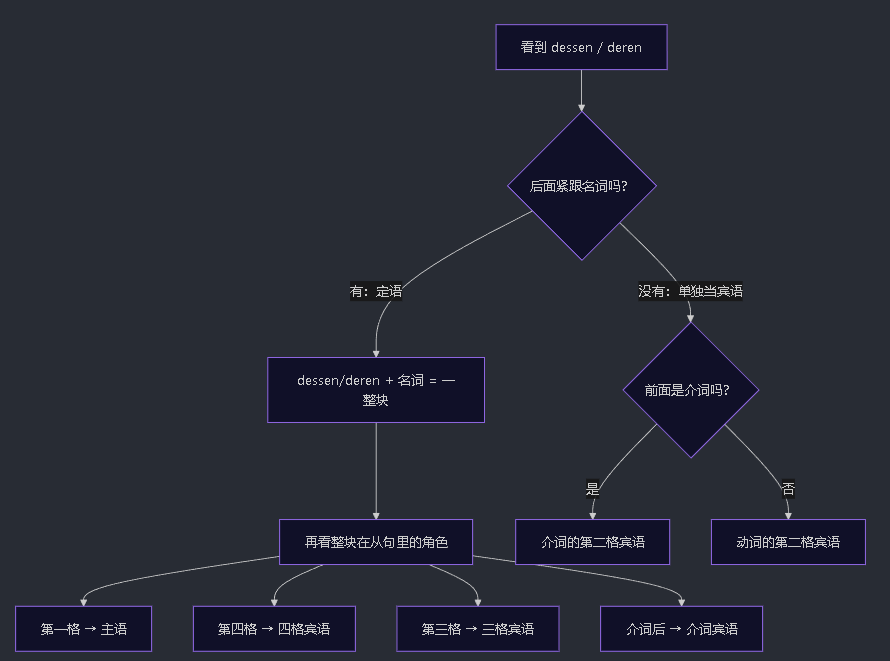 看到 dessen / deren
后面紧跟名词吗?
有: 定语
没有: 单独当宾语
dessen/deren + 名词 = 一
整块
前面是介词吗?
是
否
再看整块在从句里的角色
介词的第二格宾语
动词的第二格宾语
第一格 → 主语
第四格 → 四格宾语
第三格 → 三格宾语
介词后 → 介词宾语